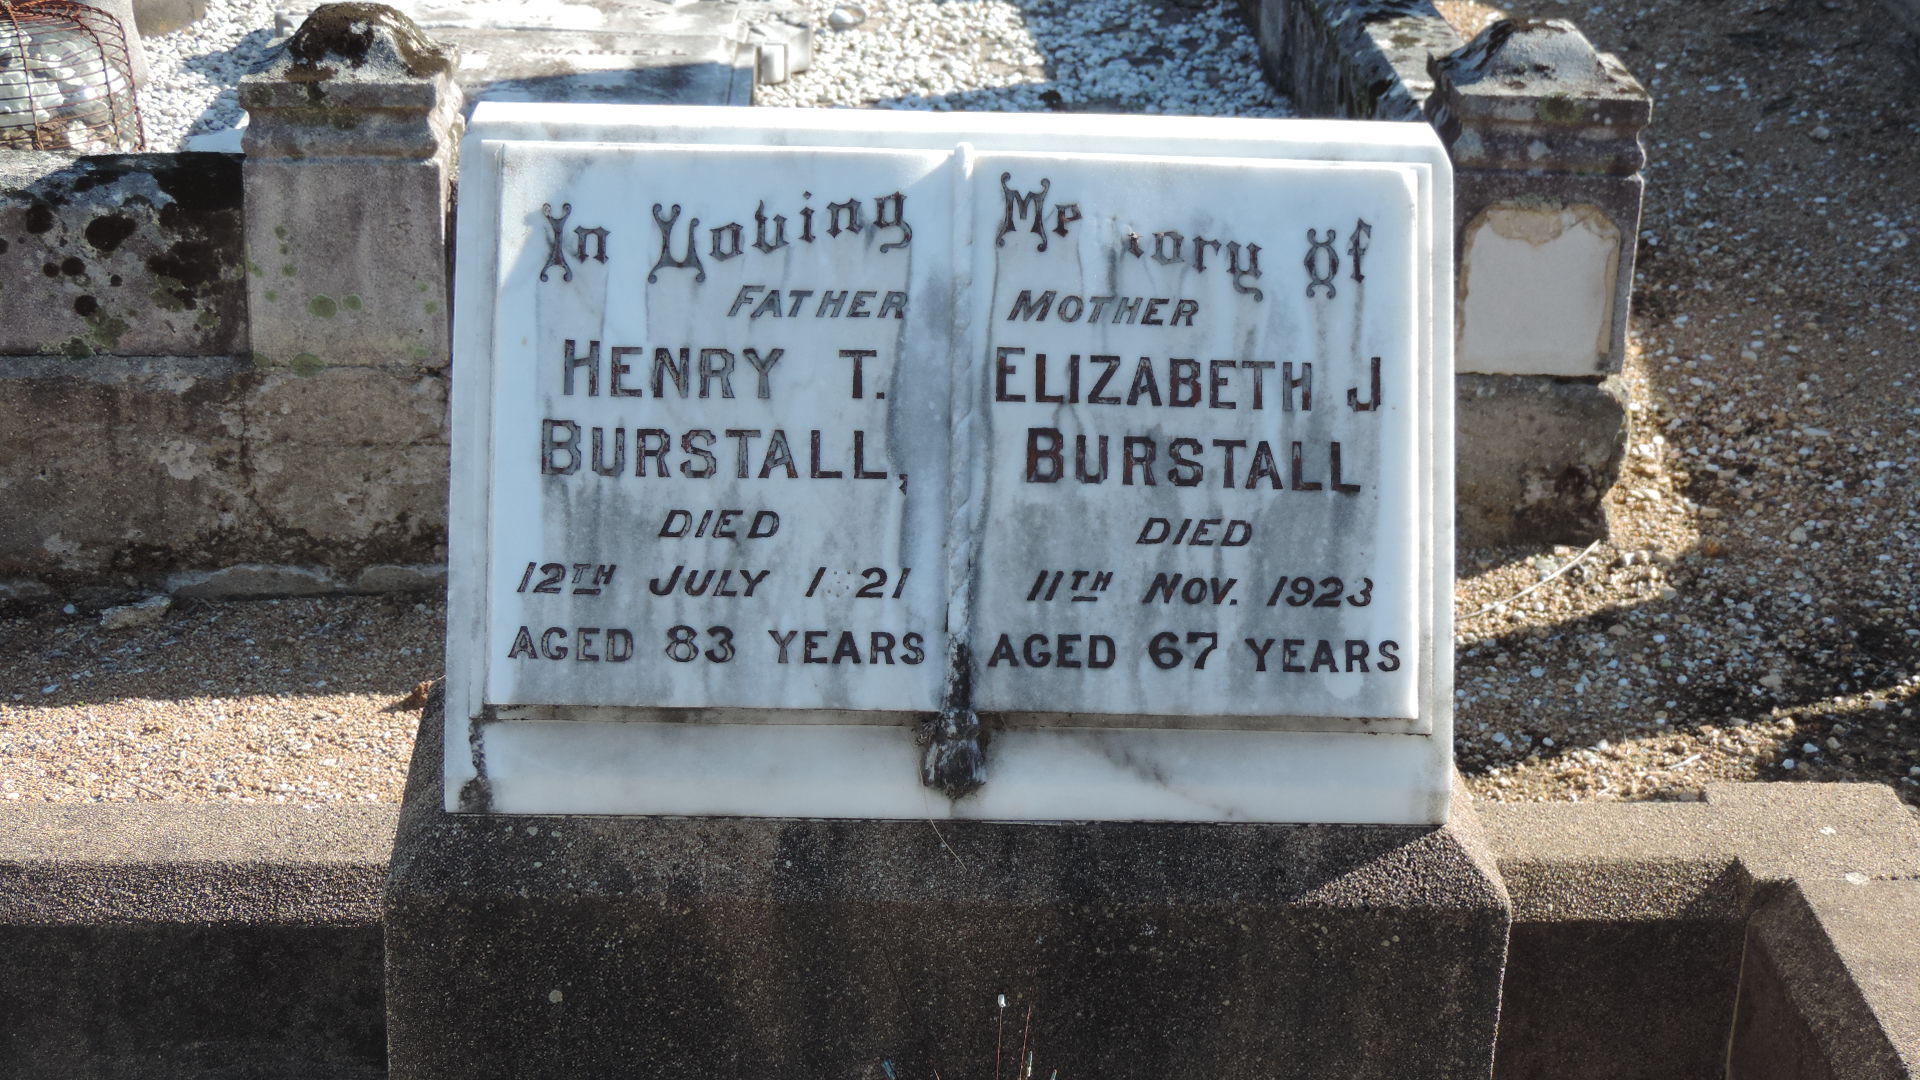 In Loving Memory of
FATHER
HENRY T.
BURSTALL,
DIED
12TH JULY 1921
AGED 83 YEARS
MOTHER
ELIZABETH J
BURSTALL
DIED
11TH NOV. 1923
AGED 67 YEARS